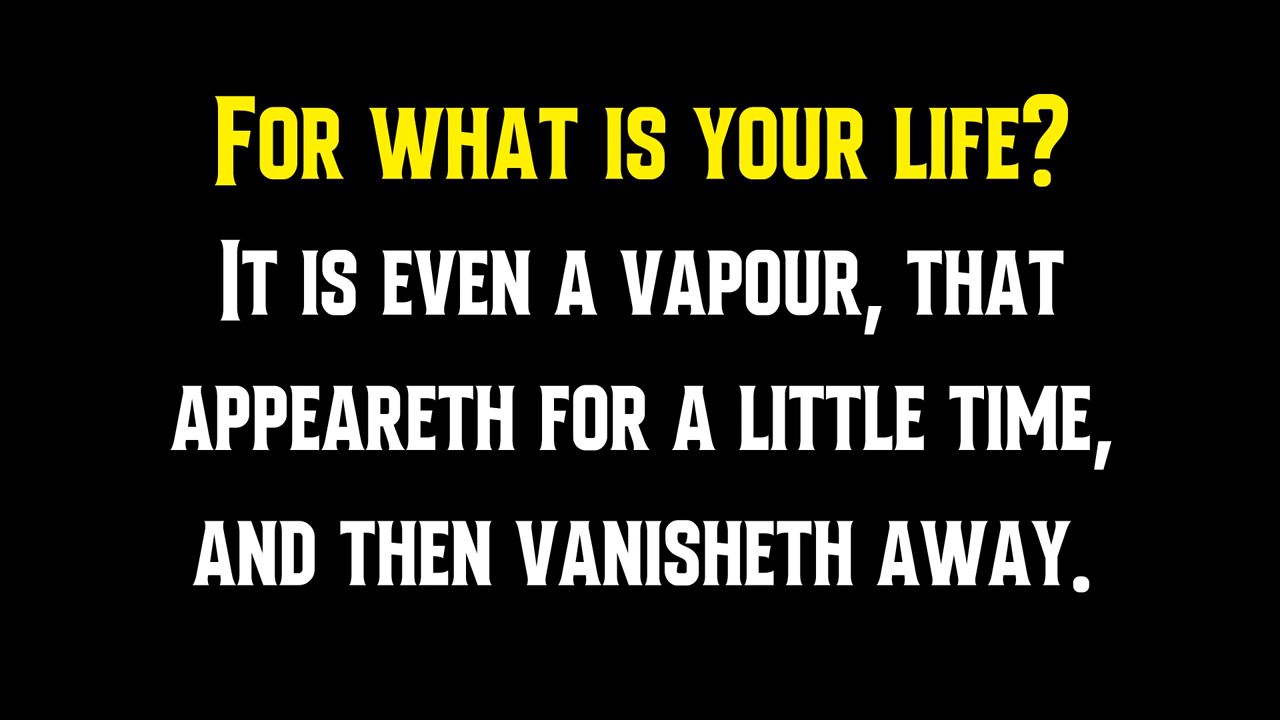 For what is your life?
It is even a vapour, that
appeareth for a little time,
and then vanisheth away.